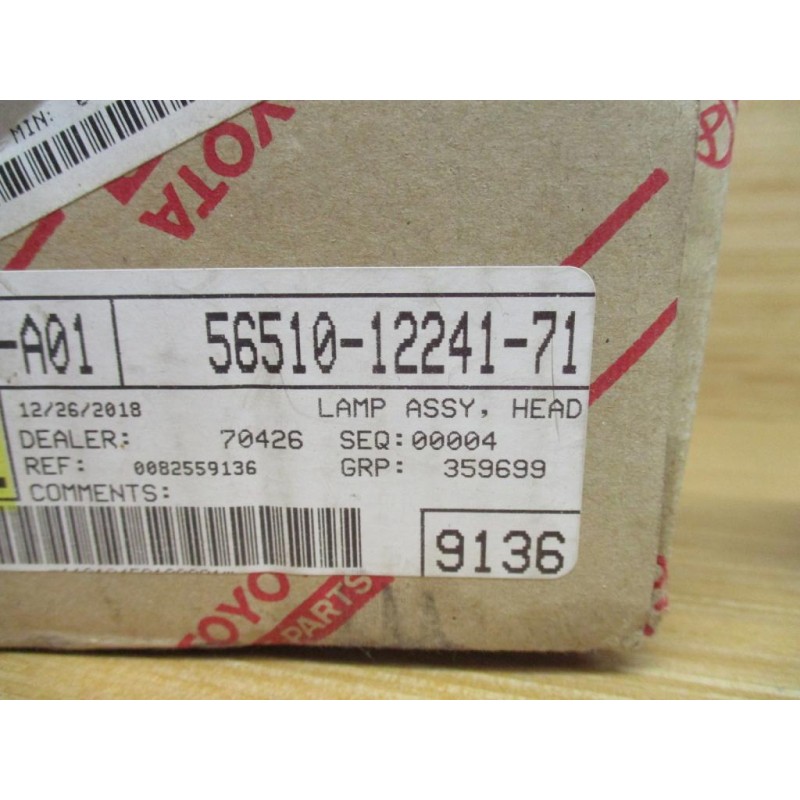 MIN:
YOTA
-A01 56510-12241-71
12/26/2018 LAMP ASSY, HEAD
DEALER: 70426 SEQ:00004
REF: 0082559136 GRP: 359699
COMMENTS:
9136
TOYO
PARTS